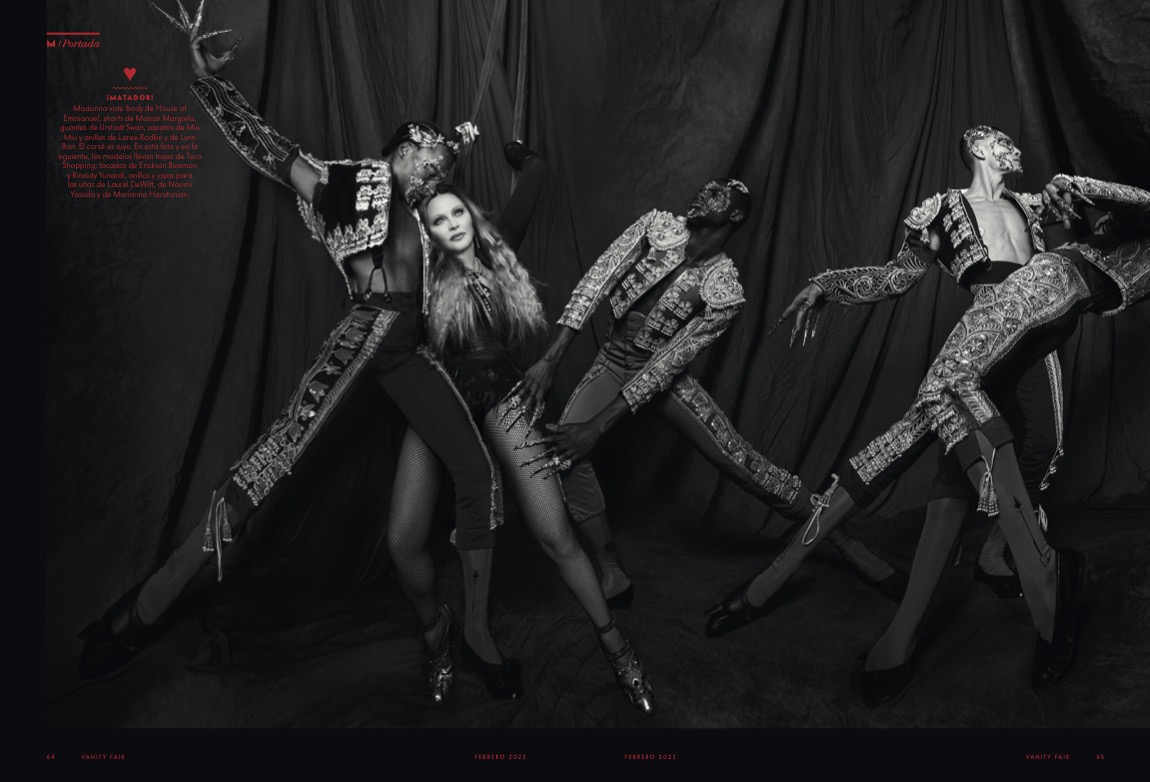 M / Portada
¡MATADOR!
Madonna viste body de House of
Emmanuel, shorts de Maison Margiela,
guantes de Urstadt Swan, zapatos de Miu
Miu y anillos de Loree Rodkin y de Lynn
Ban. El corsé es suyo. En esta foto y en la
siguiente, los modelos llevan trajes de Toro
Shopping, tocados de Erickson Beamon
y Rinaldy Yunardi, anillos y joyas para
las uñas de Laurel DeWitt, de Naomi
Yasuda y de Marianna Harutunian.
64 VANITY FAIR FEBRERO 2023 FEBRERO 2023 VANITY FAIR 65